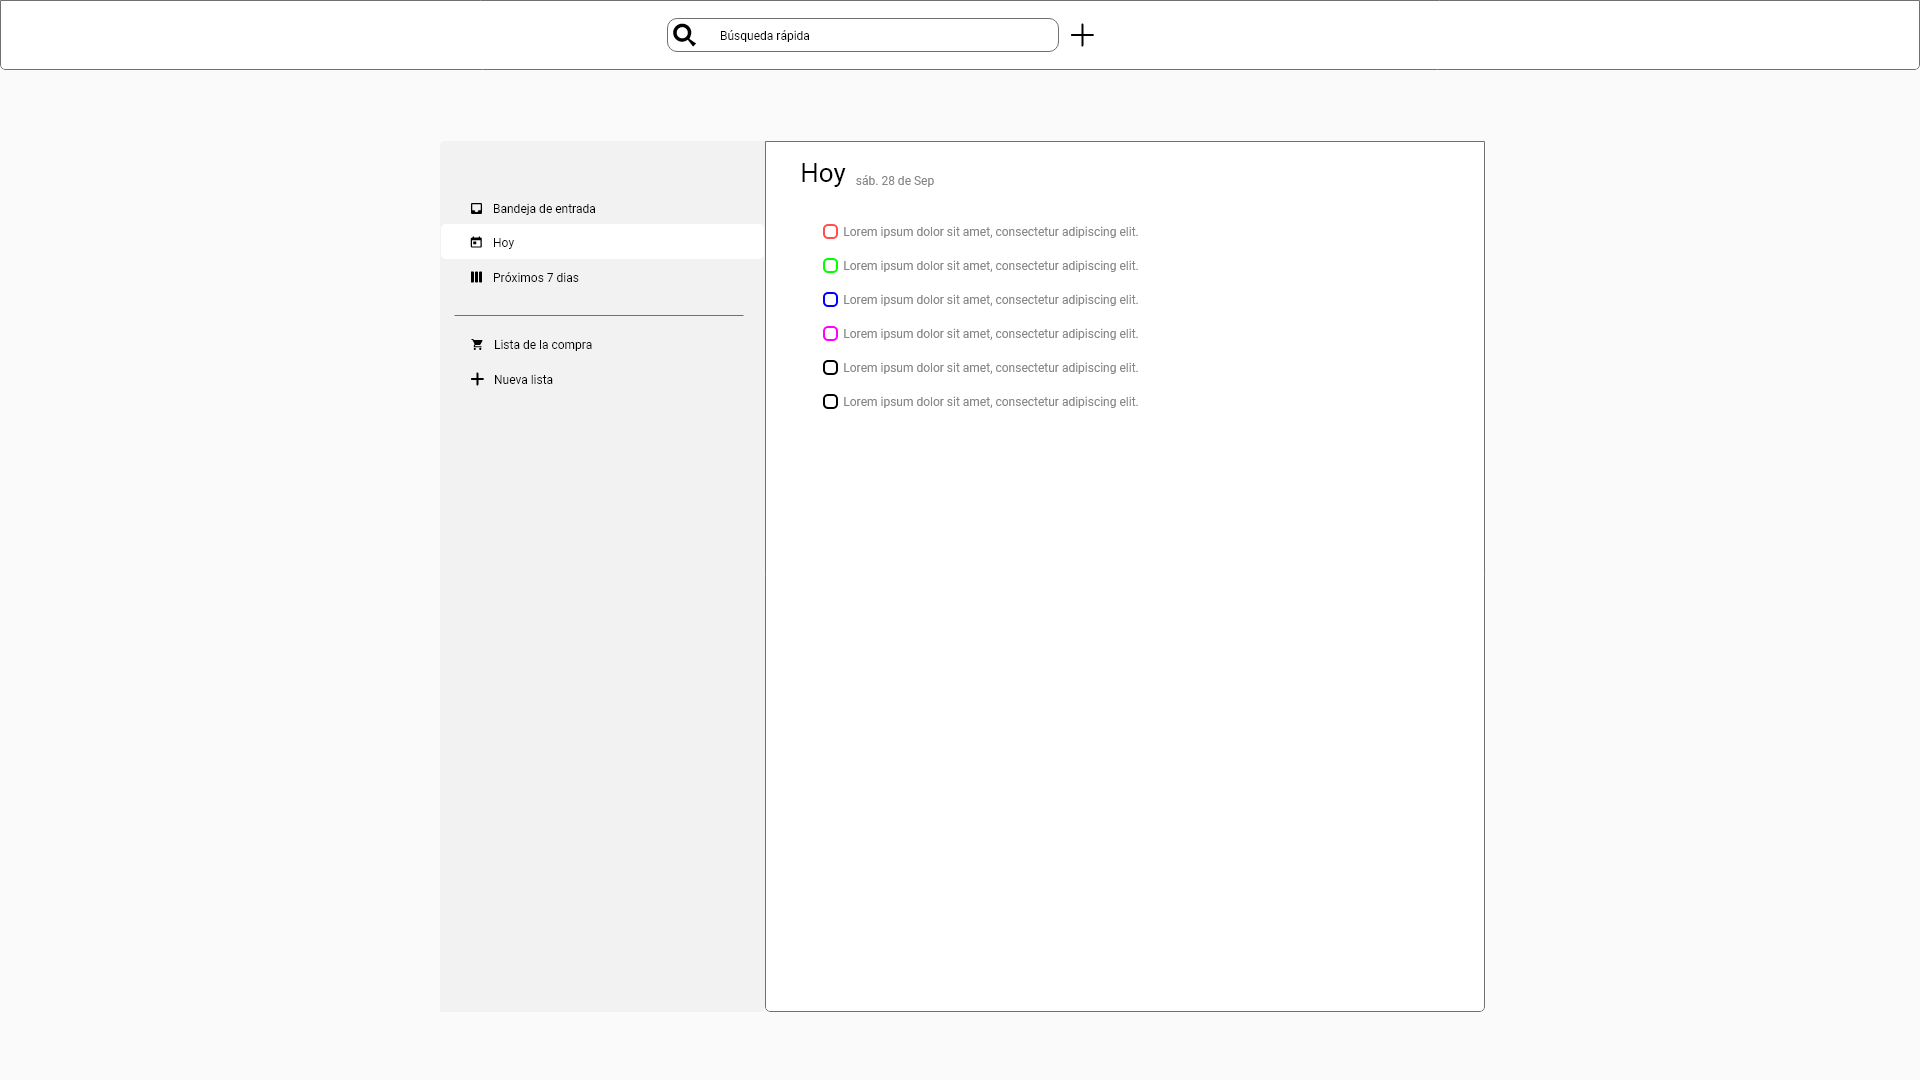 Búsqueda rápida
Bandeja de entrada
Hoy
Próximos 7 dias
Lista de la compra
Nueva lista
Hoy sáb. 28 de Sep
Lorem ipsum dolor sit amet, consectetur adipiscing elit.
Lorem ipsum dolor sit amet, consectetur adipiscing elit.
Lorem ipsum dolor sit amet, consectetur adipiscing elit.
Lorem ipsum dolor sit amet, consectetur adipiscing elit.
Lorem ipsum dolor sit amet, consectetur adipiscing elit.
Lorem ipsum dolor sit amet, consectetur adipiscing elit.